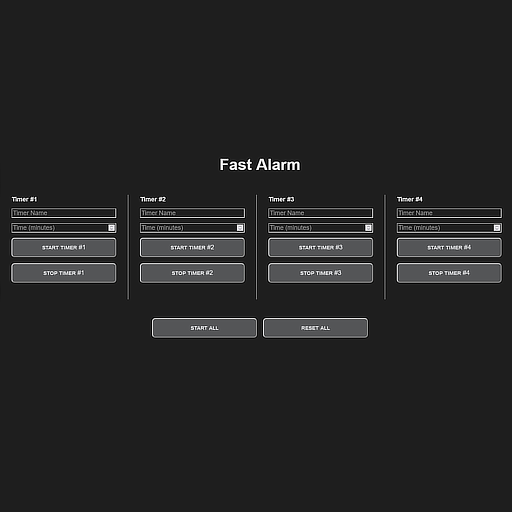 Fast Alarm
Timer #1
Timer Name
Time (minutes)
START TIMER #1
STOP TIMER #1
Timer #2
Timer Name
Time (minutes)
START TIMER #2
STOP TIMER #2
Timer #3
Timer Name
Time (minutes)
START TIMER #3
STOP TIMER #3
Timer #4
Timer Name
Time (minutes)
START TIMER #4
STOP TIMER #4
START ALL
RESET ALL